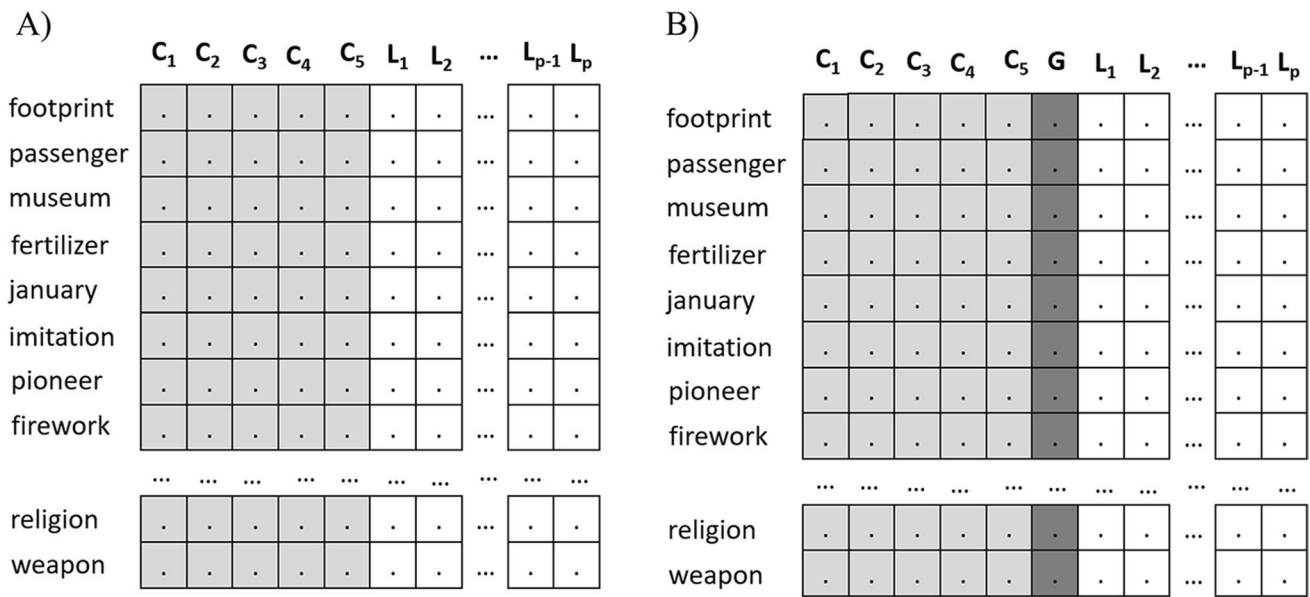 A)
C1 C2 C3 C4 C5 L1 L2 ... Lp-1 Lp
footprint . . . . . . . ... . .
passenger . . . . . . . ... . .
museum . . . . . . . ... . .
fertilizer . . . . . . . ... . .
january . . . . . . . ... . .
imitation . . . . . . . ... . .
pioneer . . . . . . . ... . .
firework . . . . . . . ... . .
... ... ... ... ... ... ... ... ... ...
religion . . . . . . . ... . .
weapon . . . . . . . ... . .
B)
C1 C2 C3 C4 C5 G L1 L2 ... Lp-1 Lp
footprint . . . . . . . . ... . .
passenger . . . . . . . . ... . .
museum . . . . . . . . ... . .
fertilizer . . . . . . . . ... . .
january . . . . . . . . ... . .
imitation . . . . . . . . ... . .
pioneer . . . . . . . . ... . .
firework . . . . . . . . ... . .
... ... ... ... ... ... ... ... ... ... ...
religion . . . . . . . . ... . .
weapon . . . . . . . . ... . .